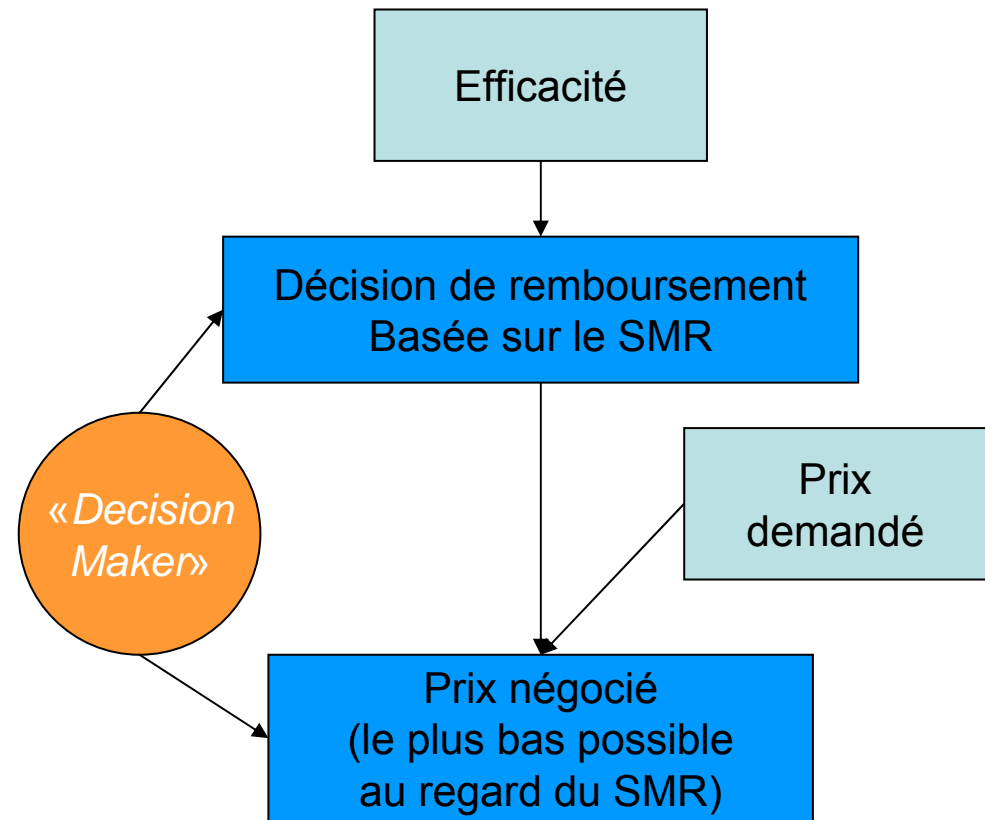 Efficacité
Décision de remboursement
Basée sur le SMR
«Decision
Maker»
Prix
demandé
Prix négocié
(le plus bas possible
au regard du SMR)